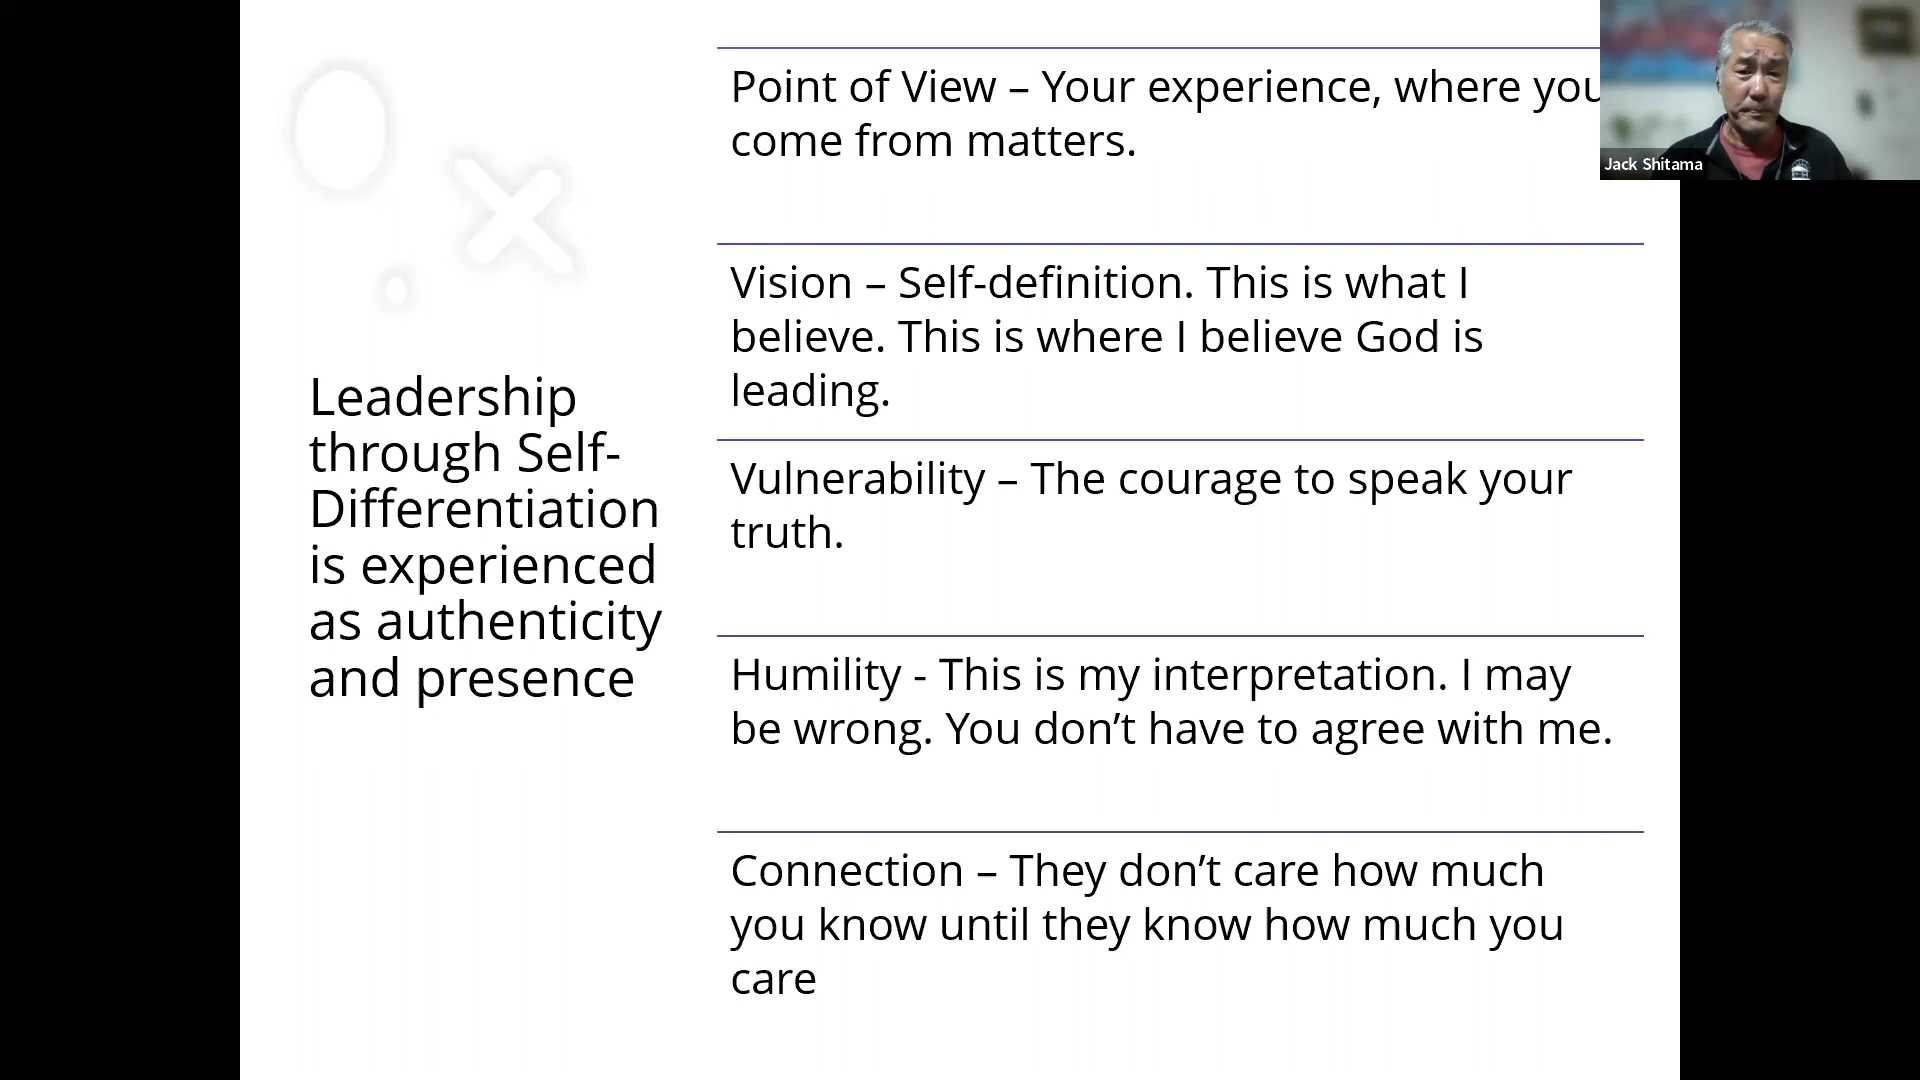 Leadership
through Self-
Differentiation
is experienced
as authenticity
and presence
Point of View – Your experience, where you
come from matters.
Vision – Self-definition. This is what I
believe. This is where I believe God is
leading.
Vulnerability – The courage to speak your
truth.
Humility - This is my interpretation. I may
be wrong. You don’t have to agree with me.
Connection – They don’t care how much
you know until they know how much you
care
Jack Shitama